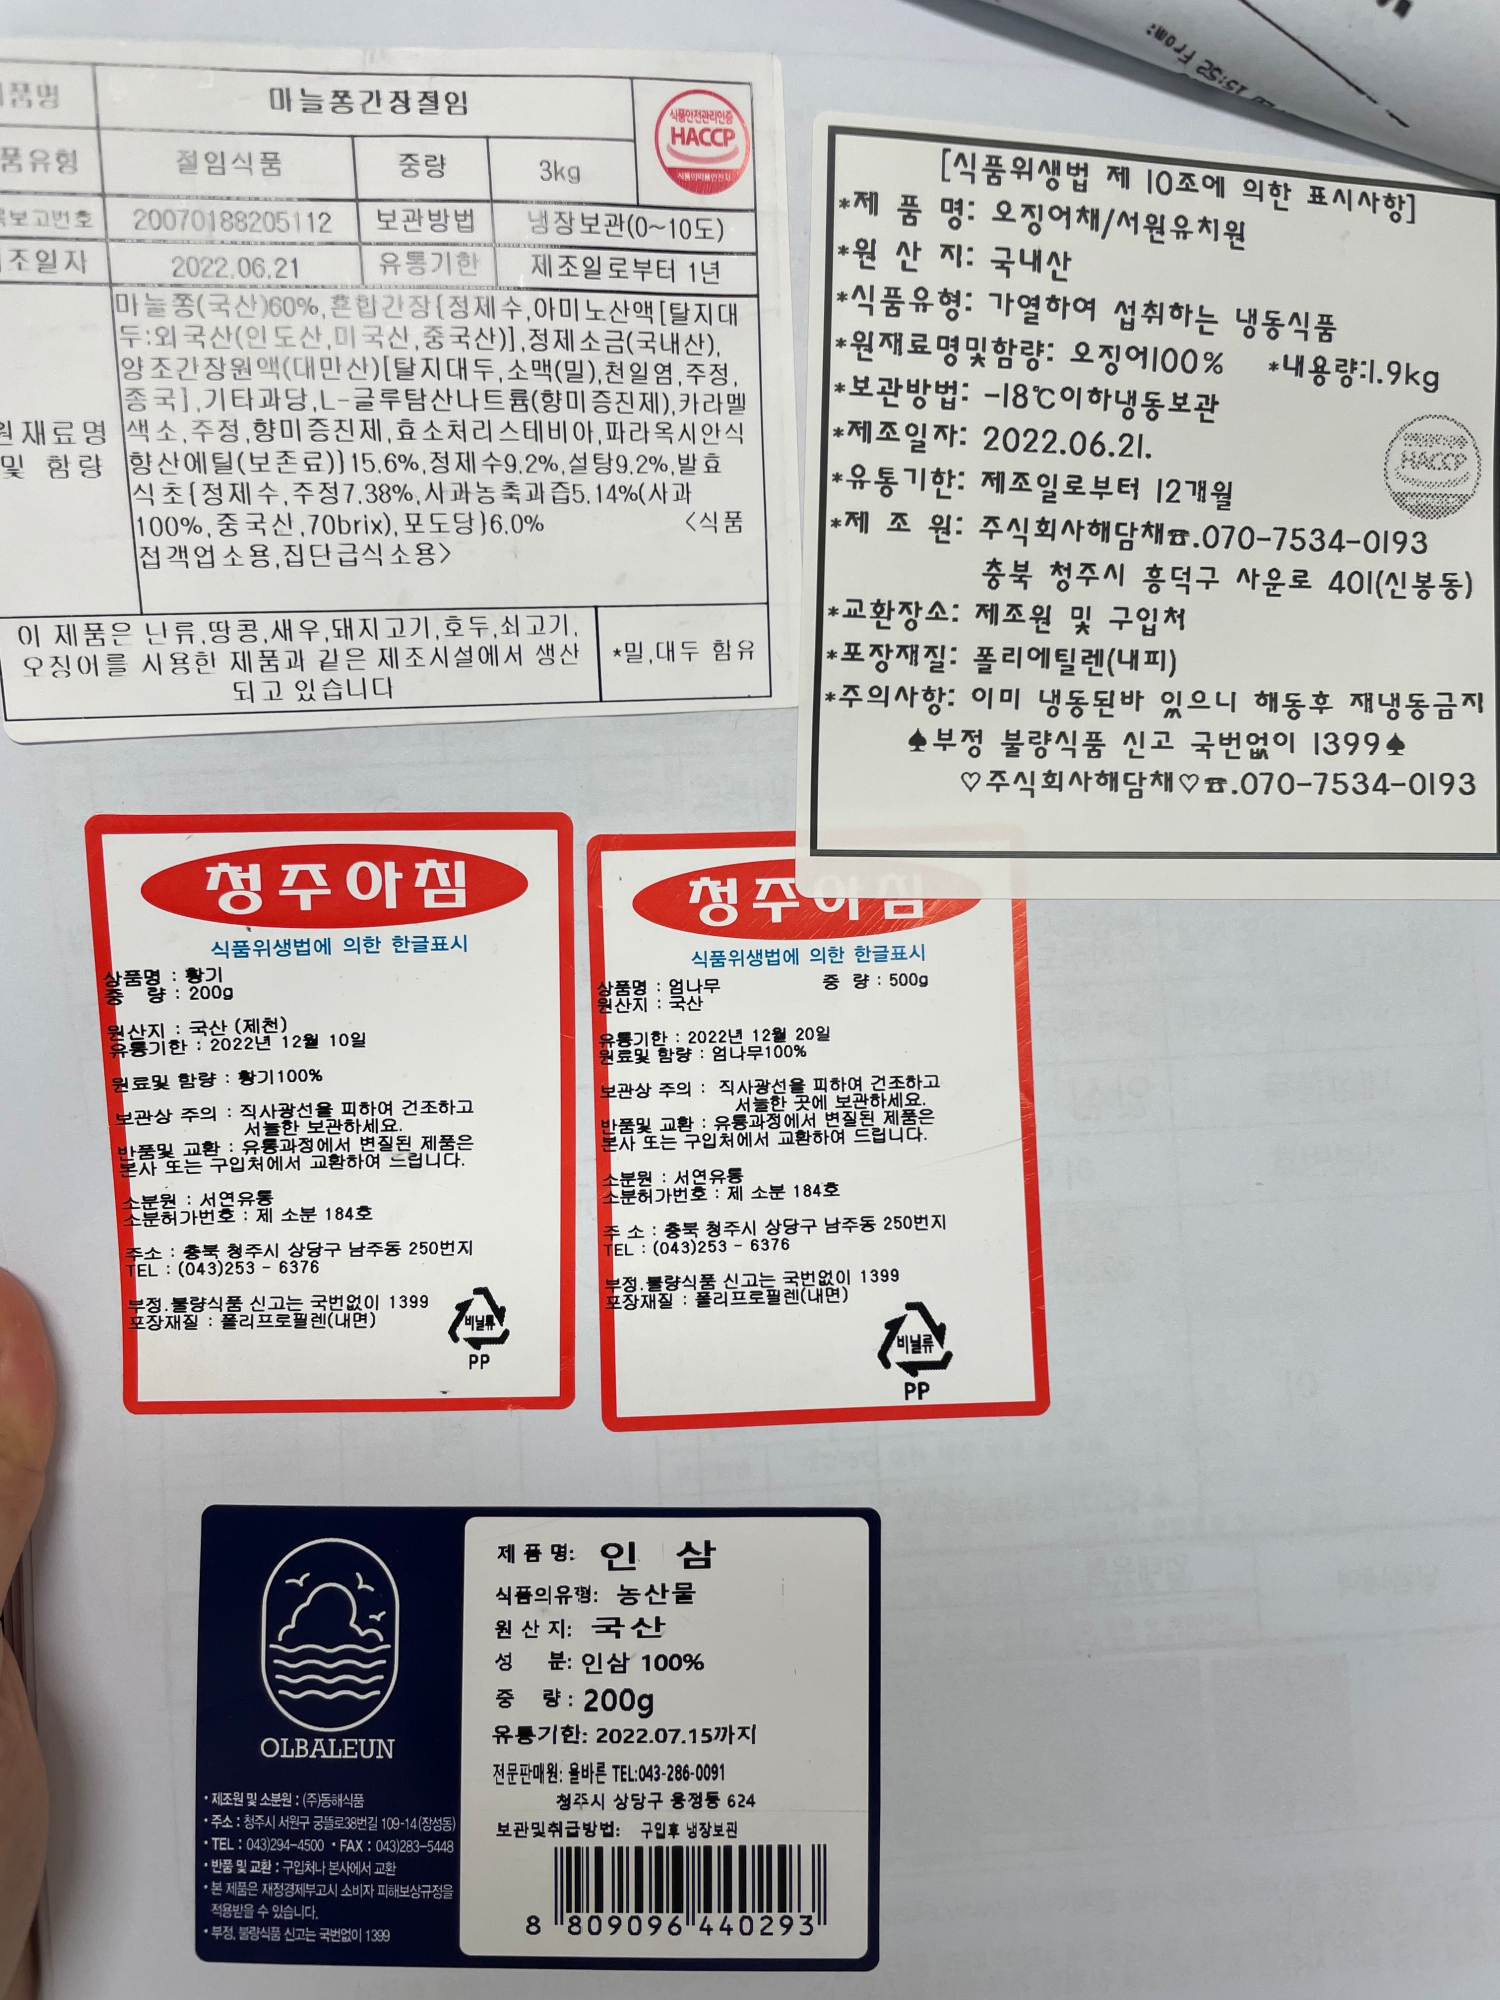 마늘쫑간장절임
식품안전관리인증
HACCP
식품의약품안전처
품유형 절임식품 중량 3kg
보고번호 20070188205112 보관방법 냉장보관(0~10도)
조일자 2022.06.21 유통기한 제조일로부터 1년
원재료명
및 함량
마늘쫑(국산)60%,혼합간장{정제수,아미노산액[탈지대
두:외국산(인도산,미국산,중국산)],정제소금(국내산),
양조간장원액(대만산)[탈지대두,소맥(밀),천일염,주정,
종국],기타과당,L-글루탐산나트륨(향미증진제),카라멜
색소,주정,향미증진제,효소처리스테비아,파라옥시안식
향산에틸(보존료)}15.6%,정제수9.2%,설탕9.2%,발효
식초{정제수,주정7.38%,사과농축과즙5.14%(사과
100%,중국산,70brix),포도당}6.0% <식품
접객업소용,집단급식소용>
이 제품은 난류,땅콩,새우,돼지고기,호두,쇠고기,
오징어를 사용한 제품과 같은 제조시설에서 생산
되고 있습니다
*밀,대두 함유
15:52 From:
[식품위생법 제 10조에 의한 표시사항]
*제 품 명: 오징어채/서원유치원
*원 산 지: 국내산
*식품유형: 가열하여 섭취하는 냉동식품
*원재료명및함량: 오징어100% *내용량:1.9kg
*보관방법: -18℃이하냉동보관
*제조일자: 2022.06.21.
*유통기한: 제조일로부터 12개월
HACCP
*제 조 원: 주식회사해담채☎.070-7534-0193
충북 청주시 흥덕구 사운로 401(신봉동)
*교환장소: 제조원 및 구입처
*포장재질: 폴리에틸렌(내피)
*주의사항: 이미 냉동된바 있으니 해동후 재냉동금지
♠부정 불량식품 신고 국번없이 1399♠
♡주식회사해담채♡☎.070-7534-0193
청주아침
식품위생법에 의한 한글표시
상품명 : 황기
중 량 : 200g
원산지 : 국산 (제천)
유통기한 : 2022년 12월 10일
원료및 함량 : 황기100%
보관상 주의 : 직사광선을 피하여 건조하고
서늘한 보관하세요.
반품및 교환 : 유통과정에서 변질된 제품은
본사 또는 구입처에서 교환하여 드립니다.
소분원 : 서연유통
소분허가번호 : 제 소분 184호
주소 : 충북 청주시 상당구 남주동 250번지
TEL : (043)253 - 6376
부정.불량식품 신고는 국번없이 1399
포장재질 : 폴리프로필렌(내면)
비닐류
PP
청주아침
식품위생법에 의한 한글표시
상품명 : 엄나무 중 량 : 500g
원산지 : 국산
유통기한 : 2022년 12월 20일
원료및 함량 : 엄나무100%
보관상 주의 : 직사광선을 피하여 건조하고
서늘한 곳에 보관하세요.
반품및 교환 : 유통과정에서 변질된 제품은
본사 또는 구입처에서 교환하여 드립니다.
소분원 : 서연유통
소분허가번호 : 제 소분 184호
주 소 : 충북 청주시 상당구 남주동 250번지
TEL : (043)253 - 6376
부정.불량식품 신고는 국번없이 1399
포장재질 : 폴리프로필렌(내면)
비닐류
PP
OLBALEUN
• 제조원 및 소분원 : (주)동해식품
• 주소 : 청주시 서원구 궁뜰로38번길 109-14 (장성동)
• TEL : 043)294-4500 • FAX : 043)283-5448
• 반품 및 교환 : 구입처나 본사에서 교환
• 본 제품은 재정경제부고시 소비자 피해보상규정을
적용받을 수 있습니다.
• 부정, 불량식품 신고는 국번없이 1399
제 품 명: 인 삼
식품의유형: 농산물
원 산 지: 국산
성 분: 인삼 100%
중 량 : 200g
유통기한: 2022.07.15까지
전문판매원: 올바른 TEL:043-286-0091
청주시 상당구 용정동 624
보관및취급방법: 구입후 냉장보관
8 809096 440293